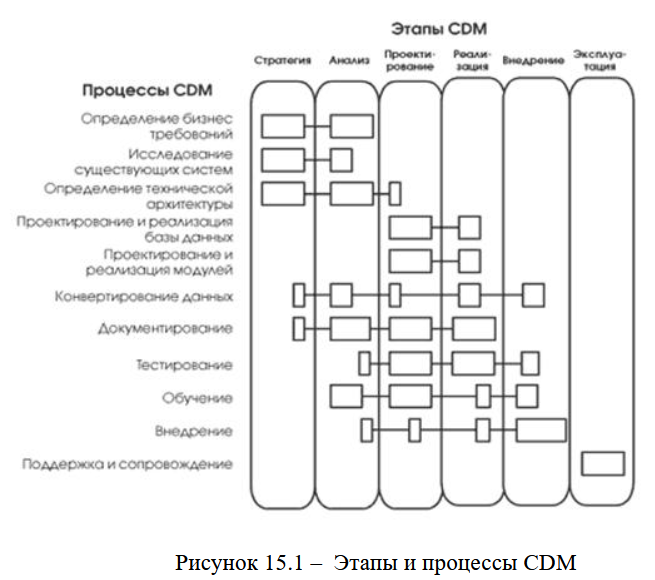 Этапы CDM
Стратегия Анализ Проекти-
рование Реали-
зация Внедрение Эксплуа-
тация
Процессы CDM
Определение бизнес
требований
Исследование
существующих систем
Определение технической
архитектуры
Проектирование и реализация
базы данных
Проектирование и
реализация модулей
Конвертирование данных
Документирование
Тестирование
Обучение
Внедрение
Поддержка и сопровождение
Рисунок 15.1 – Этапы и процессы CDM